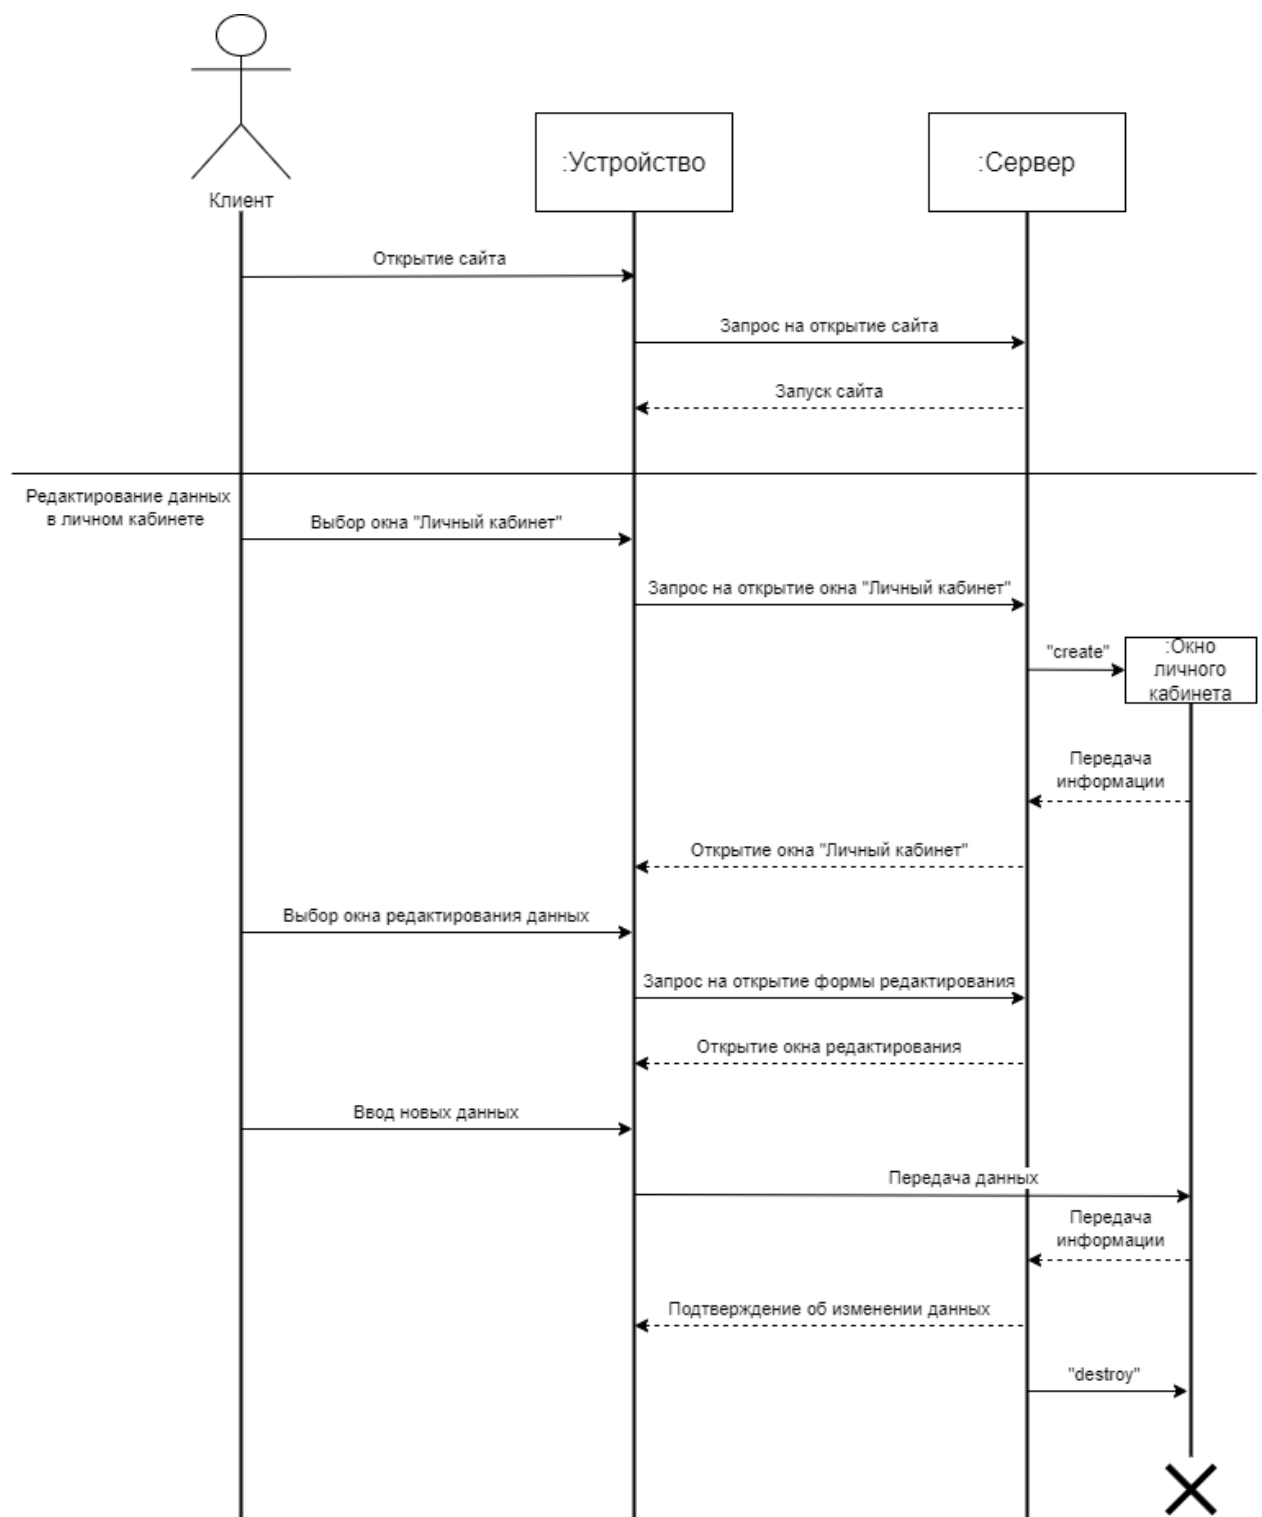 Клиент
:Устройство
:Сервер
Открытие сайта
Запрос на открытие сайта
Запуск сайта
Редактирование данных
в личном кабинете
Выбор окна "Личный кабинет"
Запрос на открытие окна "Личный кабинет"
"create"
:Окно
личного
кабинета
Передача
информации
Открытие окна "Личный кабинет"
Выбор окна редактирования данных
Запрос на открытие формы редактирования
Открытие окна редактирования
Ввод новых данных
Передача данных
Передача
информации
Подтверждение об изменении данных
"destroy"